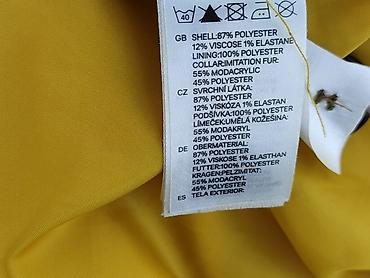 40
GB SHELL:87% POLYESTER
12% VISCOSE 1% ELASTANE
LINING:100% POLYESTER
COLLAR:IMITATION FUR:
55% MODACRYLIC
45% POLYESTER
CZ SVRCHNÍ LÁTKA:
87% POLYESTER
12% VISKÓZA 1% ELASTAN
PODŠÍVKA:100% POLYESTER
LÍMEČEK:UMĚLÁ KOŽEŠINA:
55% MODAKRYL
45% POLYESTER
DE OBERMATERIAL:
87% POLYESTER
12% VISKOSE 1% ELASTHAN
FUTTER:100% POLYESTER
KRAGEN:PELZIMITAT:
55% MODACRYL
45% POLYESTER
ES TELA EXTERIOR: